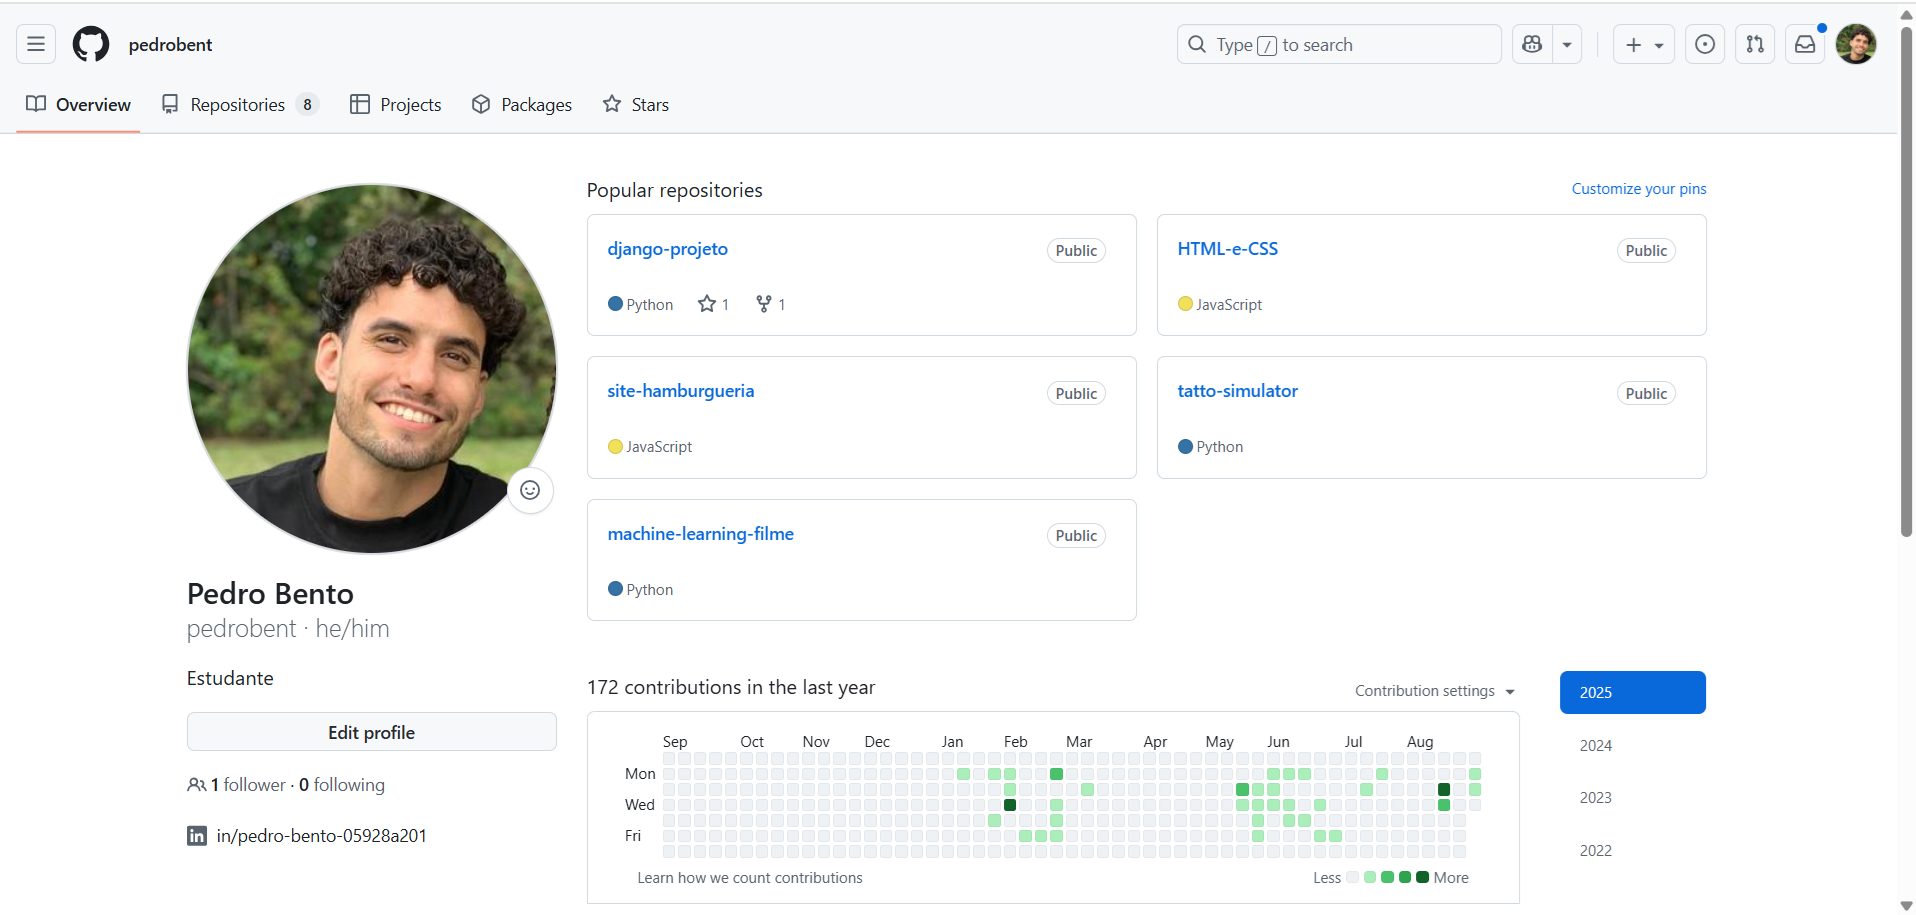 pedrobent
Type / to search
Overview
Repositories 8
Projects
Packages
Stars
Popular repositories
Customize your pins
django-projeto
Public
Python 1 1
HTML-e-CSS
Public
JavaScript
site-hamburgueria
Public
JavaScript
tatto-simulator
Public
Python
machine-learning-filme
Public
Python
Pedro Bento
pedrobent · he/him
Estudante
Edit profile
1 follower · 0 following
in/pedro-bento-05928a201
172 contributions in the last year
Contribution settings
Sep Oct Nov Dec Jan Feb Mar Apr May Jun Jul Aug
Mon
Wed
Fri
Learn how we count contributions
Less More
2025
2024
2023
2022